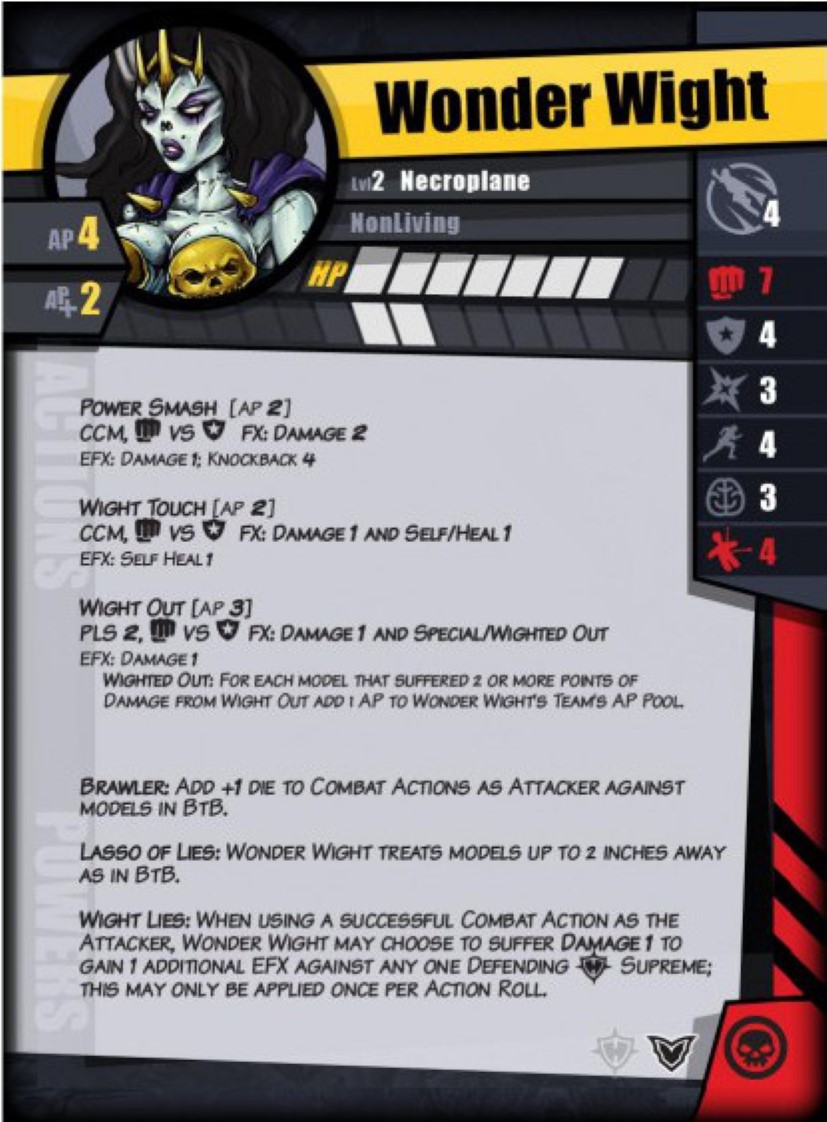 Wonder Wight
Lvl2 Necroplane
NonLiving
AP 4
AP+ 2
HP
4
7
4
3
4
3
4
ACTIONS
POWER SMASH [AP 2]
CCM, VS FX: DAMAGE 2
EFX: DAMAGE 1; KNOCKBACK 4
WIGHT TOUCH [AP 2]
CCM, VS FX: DAMAGE 1 AND SELF/HEAL 1
EFX: SELF HEAL 1
WIGHT OUT [AP 3]
PLS 2, VS FX: DAMAGE 1 AND SPECIAL/WIGHTED OUT
EFX: DAMAGE 1
WIGHTED OUT: FOR EACH MODEL THAT SUFFERED 2 OR MORE POINTS OF
DAMAGE FROM WIGHT OUT ADD 1 AP TO WONDER WIGHT'S TEAM'S AP POOL.
POWERS
BRAWLER: ADD +1 DIE TO COMBAT ACTIONS AS ATTACKER AGAINST
MODELS IN BTB.
LASSO OF LIES: WONDER WIGHT TREATS MODELS UP TO 2 INCHES AWAY
AS IN BTB.
WIGHT LIES: WHEN USING A SUCCESSFUL COMBAT ACTION AS THE
ATTACKER, WONDER WIGHT MAY CHOOSE TO SUFFER DAMAGE 1 TO
GAIN 1 ADDITIONAL EFX AGAINST ANY ONE DEFENDING SUPREME;
THIS MAY ONLY BE APPLIED ONCE PER ACTION ROLL.